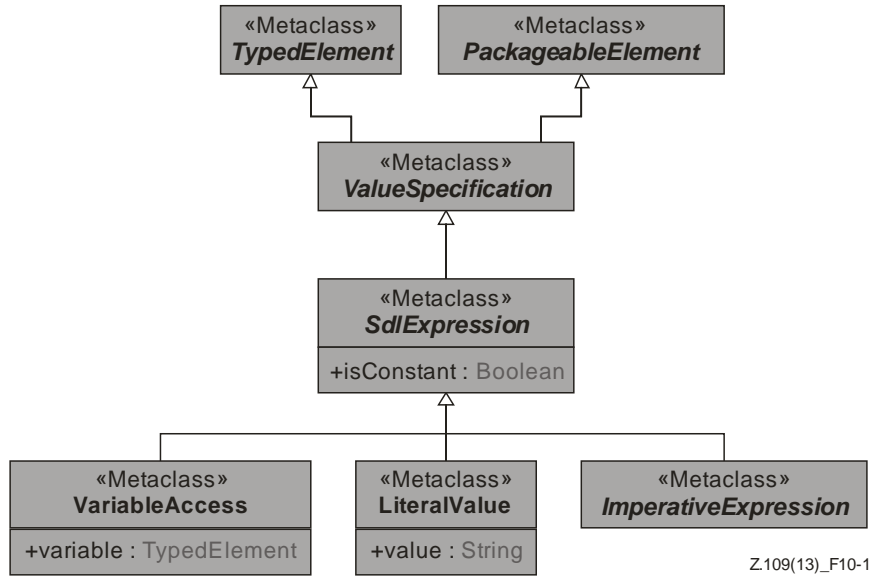 «Metaclass»
TypedElement
«Metaclass»
PackageableElement
«Metaclass»
ValueSpecification
«Metaclass»
SdlExpression
+isConstant : Boolean
«Metaclass»
VariableAccess
+variable : TypedElement
«Metaclass»
LiteralValue
+value : String
«Metaclass»
ImperativeExpression
Z.109(13)_F10-1